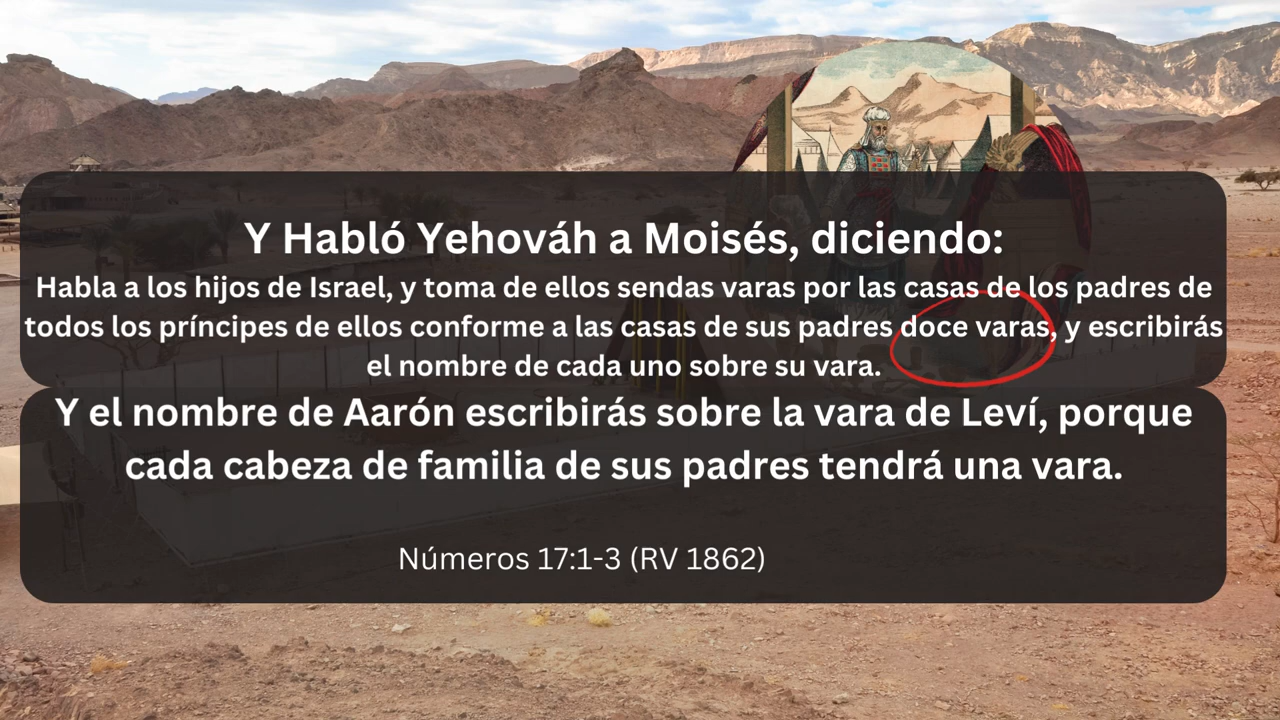 Y Habló Yehováh a Moisés, diciendo:
Habla a los hijos de Israel, y toma de ellos sendas varas por las casas de los padres de
todos los príncipes de ellos conforme a las casas de sus padres doce varas, y escribirás
el nombre de cada uno sobre su vara.
Y el nombre de Aarón escribirás sobre la vara de Leví, porque
cada cabeza de familia de sus padres tendrá una vara.
Números 17:1-3 (RV 1862)